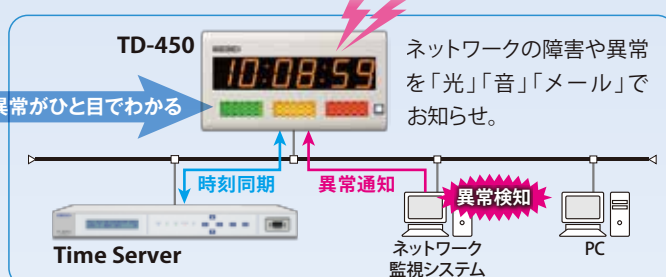 TD-450
SEIKO
10:08:59
ネットワークの障害や異常
を「光」「音」「メール」で
お知らせ。
異常がひと目でわかる
時刻同期
異常通知
異常検知
Time Server
ネットワーク
監視システム
PC